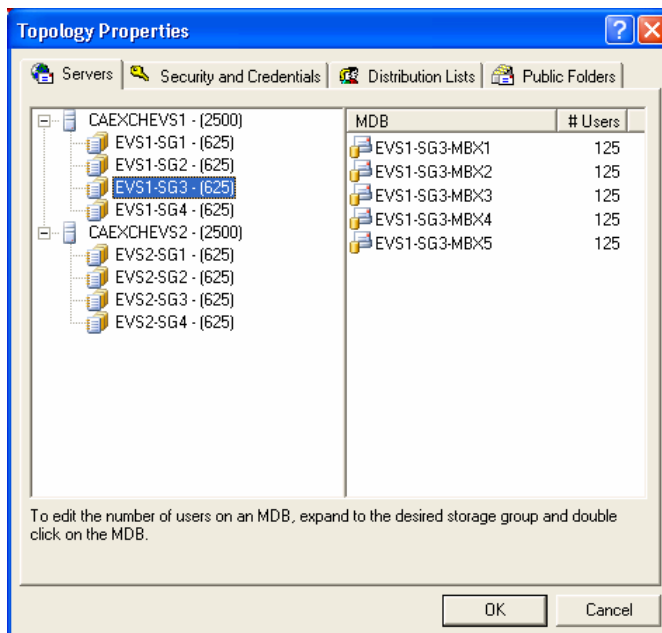 Topology Properties
Servers
Security and Credentials
Distribution Lists
Public Folders
CAEXCHEVS1 - (2500)
EVS1-SG1 - (625)
EVS1-SG2 - (625)
EVS1-SG3 - (625)
EVS1-SG4 - (625)
CAEXCHEVS2 - (2500)
EVS2-SG1 - (625)
EVS2-SG2 - (625)
EVS2-SG3 - (625)
EVS2-SG4 - (625)
MDB # Users
EVS1-SG3-MBX1 125
EVS1-SG3-MBX2 125
EVS1-SG3-MBX3 125
EVS1-SG3-MBX4 125
EVS1-SG3-MBX5 125
To edit the number of users on an MDB, expand to the desired storage group and double
click on the MDB.
OK
Cancel